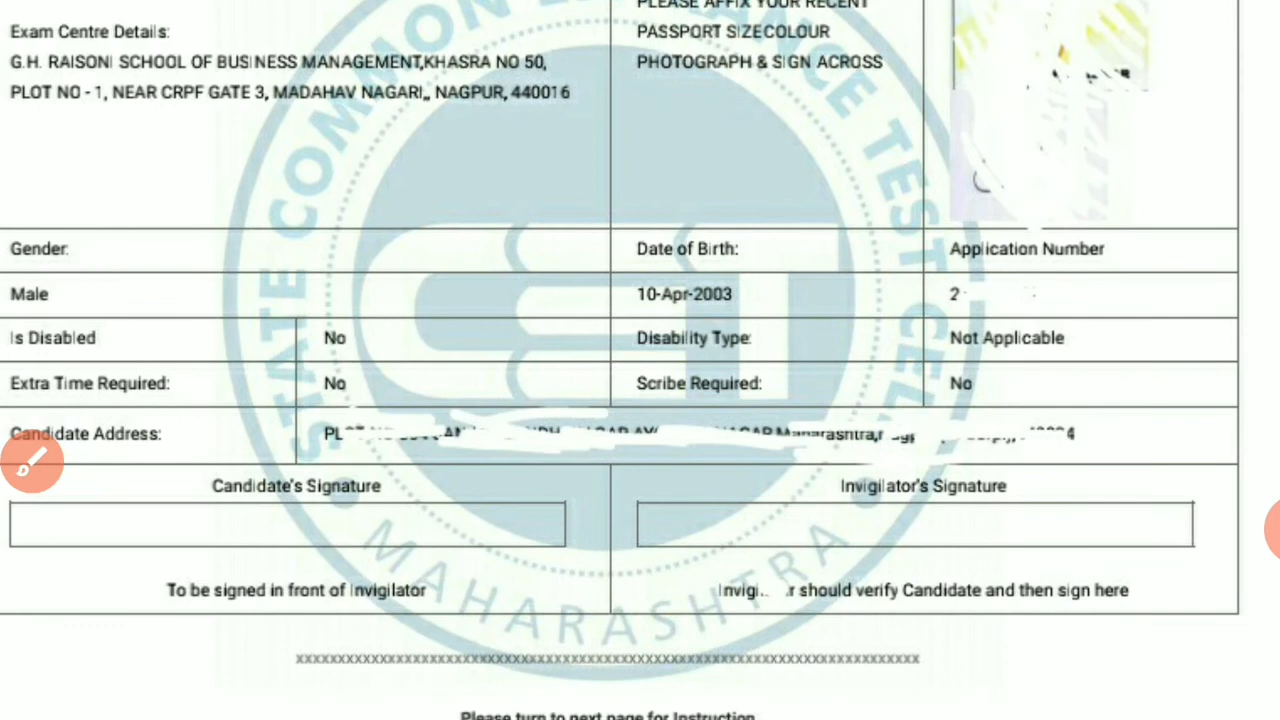 PLEASE AFFIX YOUR RECENT
Exam Centre Details:
PASSPORT SIZECOLOUR
G.H. RAISONI SCHOOL OF BUSINESS MANAGEMENT,KHASRA NO 50,
PHOTOGRAPH & SIGN ACROSS
PLOT NO - 1, NEAR CRPF GATE 3, MADAHAV NAGARI,, NAGPUR, 440016
Gender: Date of Birth: Application Number
Male 10-Apr-2003
Is Disabled No Disability Type: Not Applicable
Extra Time Required: No Scribe Required: No
Candidate Address:
Candidate's Signature Invigilator's Signature
To be signed in front of Invigilator should verify Candidate and then sign here
STATE COMMON ENTRANCE TEST CELL
MAHARASHTRA
xxxxxxxxxxxxxxxxxxxxxxxxxxxxxxxxxxxxxxxxxxxxxxxxxxxxxxxxxxxxxxxxxxxxxxxxxxx
Please turn to next page for Instruction